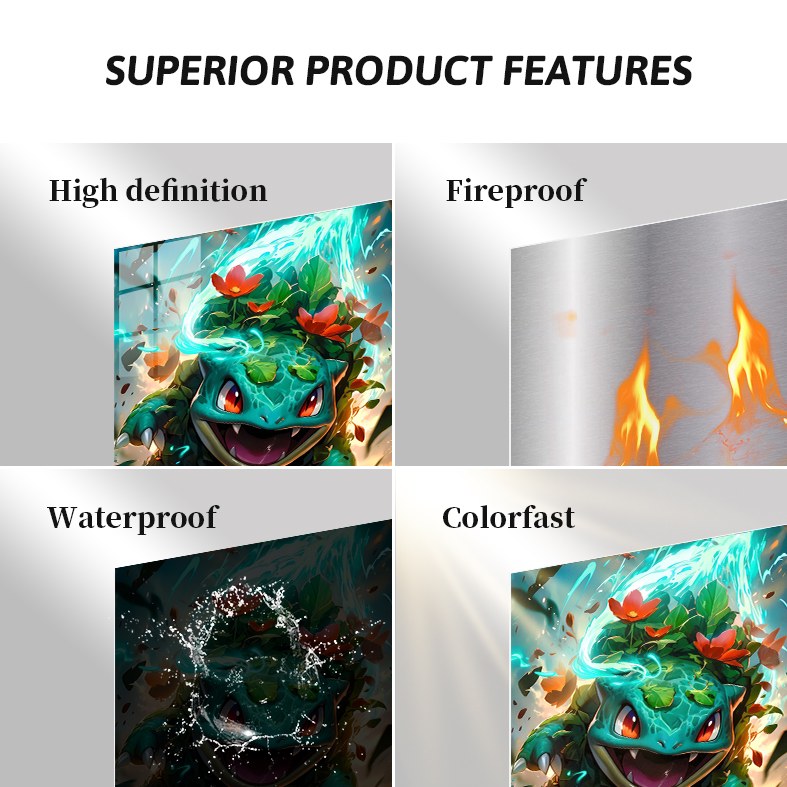 SUPERIOR PRODUCT FEATURES
High definition
Fireproof
Waterproof
Colorfast